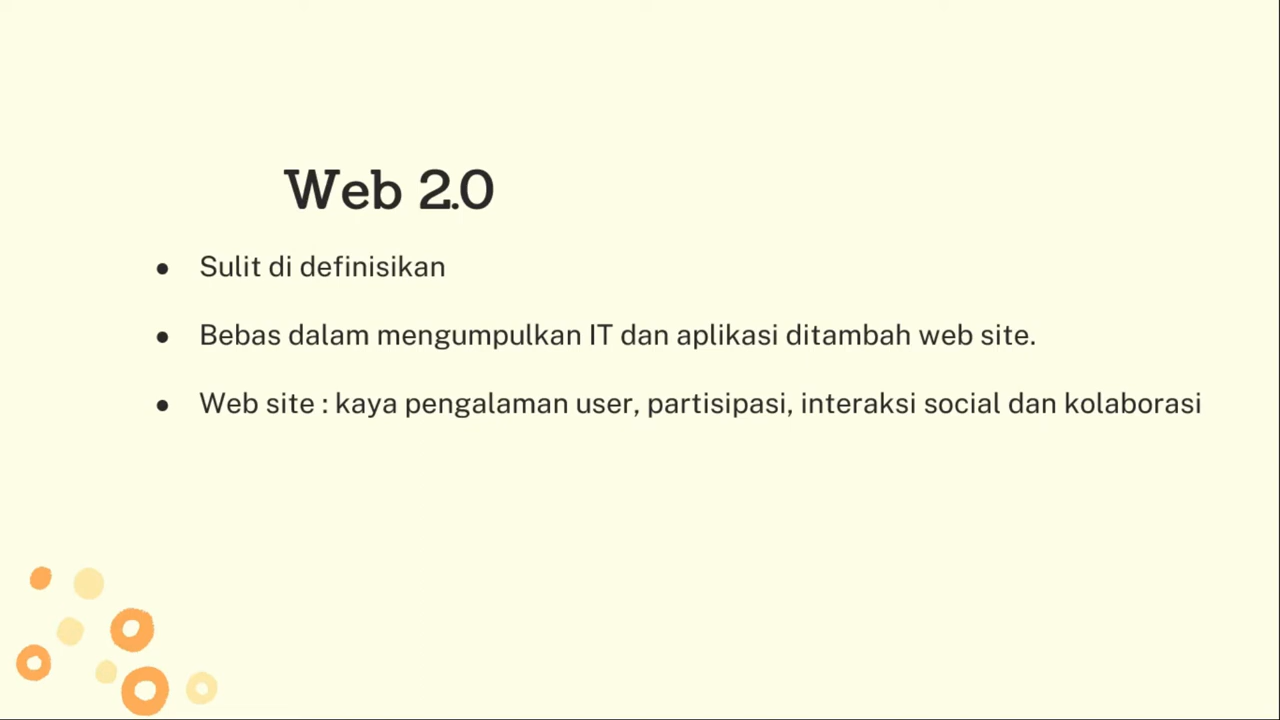 Web 2.0
● Sulit di definisikan
● Bebas dalam mengumpulkan IT dan aplikasi ditambah web site.
● Web site : kaya pengalaman user, partisipasi, interaksi social dan kolaborasi